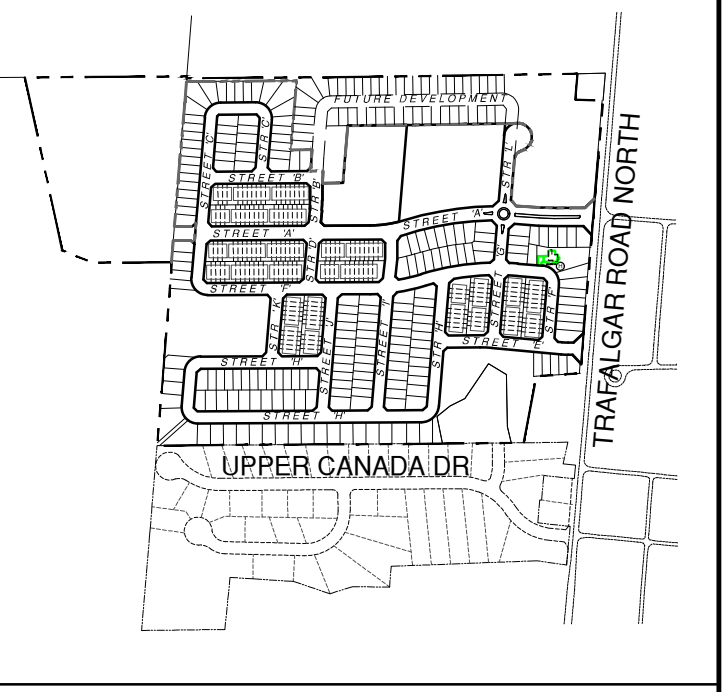 FUTURE DEVELOPMENT
STREET 'C'
STR 'C'
STREET 'B'
STR 'B'
STR 'L'
STREET 'A'
STREET 'A'
STR 'D'
STREET 'G'
STREET 'F'
STR 'F'
STR 'K'
STREET 'J'
STREET 'I'
STR 'H'
STREET 'E'
STREET 'H'
STREET 'H'
TRAFALGAR ROAD NORTH
UPPER CANADA DR